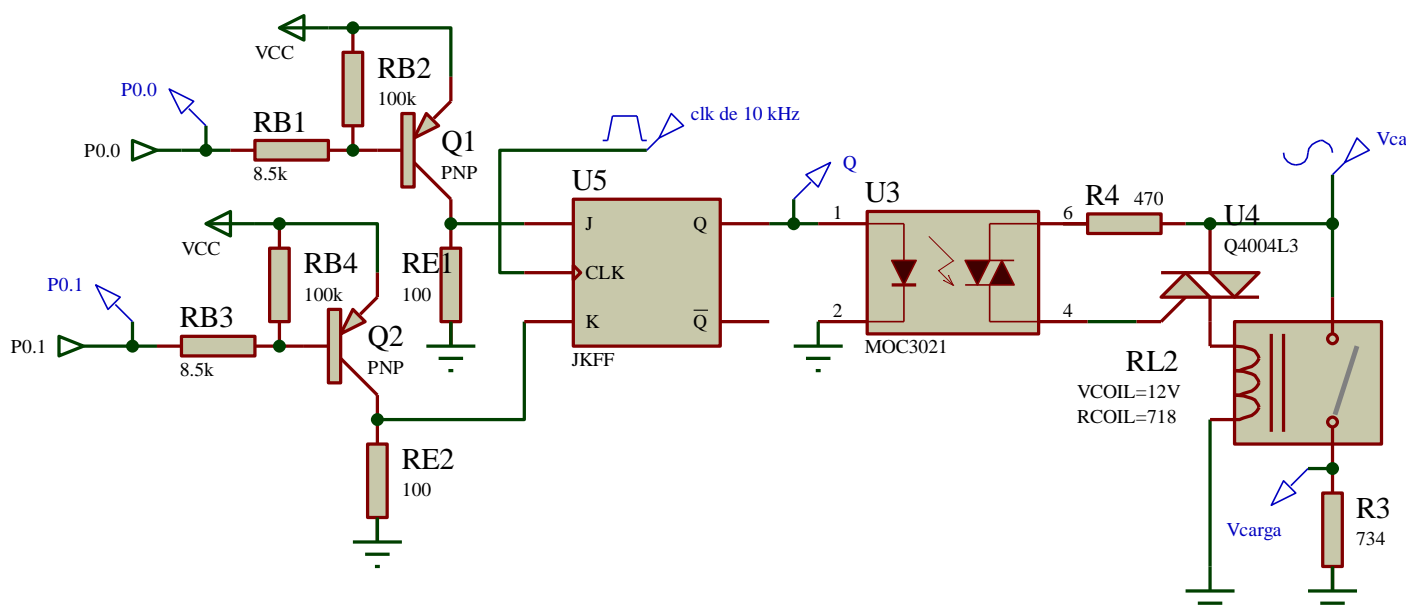 VCC
RB2
100k
P0.0
P0.0
RB1
8.5k
Q1
PNP
clk de 10 kHz
U5
J
CLK
K
Q
Q
JKFF
Q
VCC
RB4
100k
RE1
100
P0.1
P0.1
RB3
8.5k
Q2
PNP
RE2
100
U3
1
2
6
4
MOC3021
R4
470
U4
Q4004L3
Vca
RL2
VCOIL=12V
RCOIL=718
Vcarga
R3
734